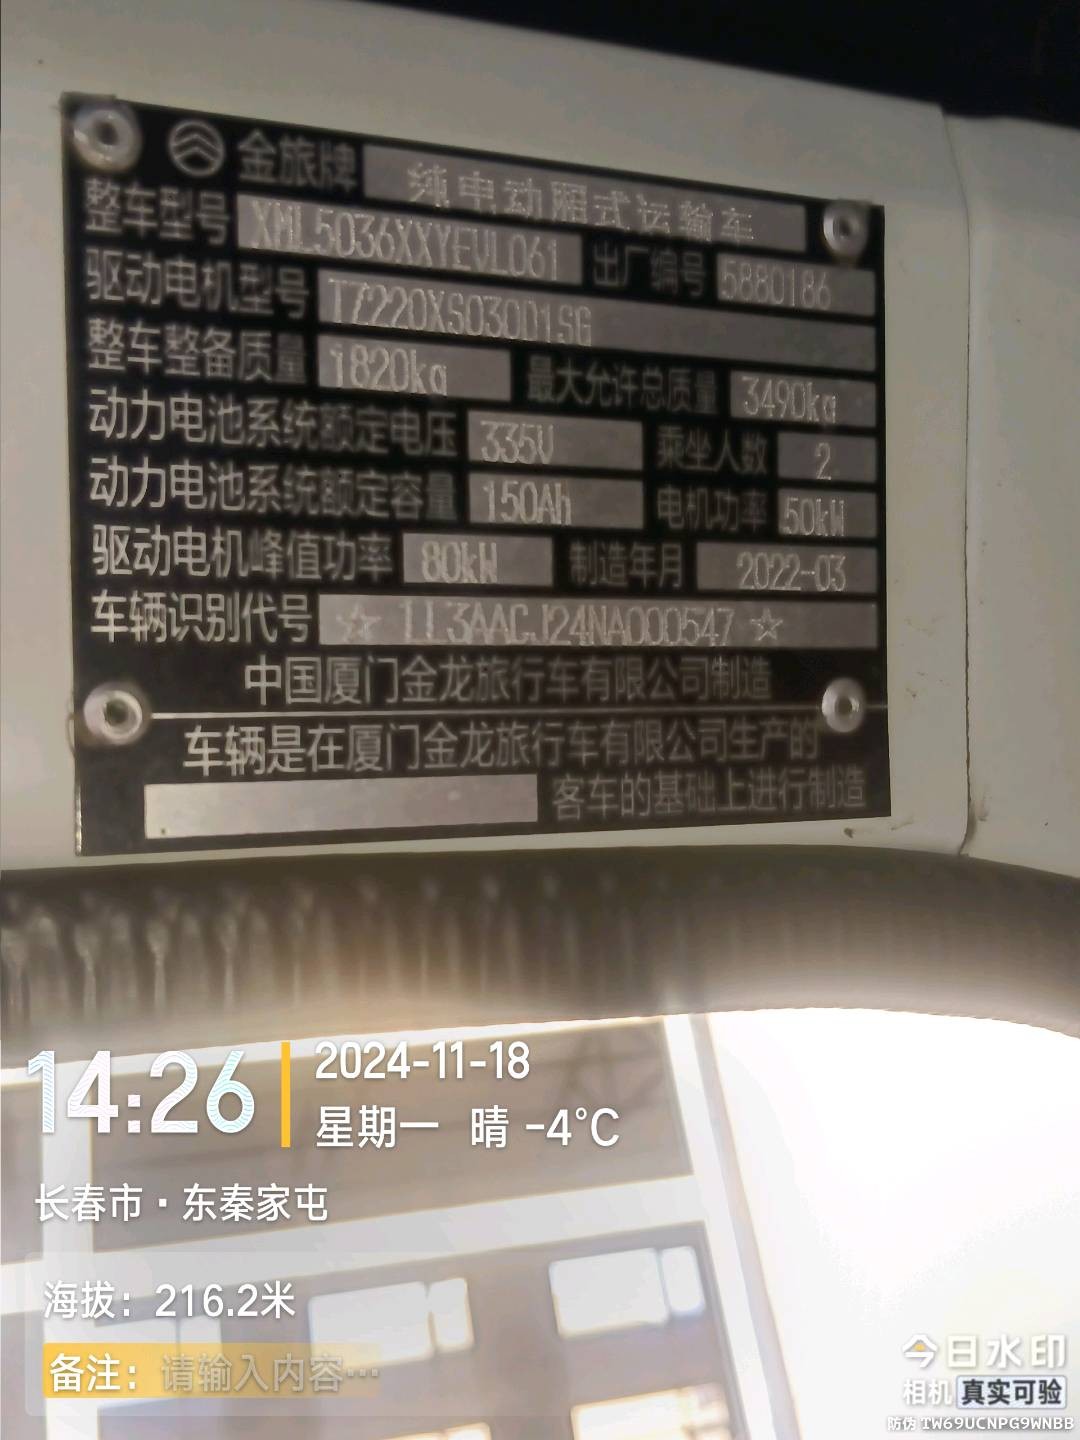 金旅牌 纯电动厢式运输车
整车型号 XML5036XXYEVL061 出厂编号 5880186
驱动电机型号 TZ220XS030D1SG
整车整备质量 1820kg 最大允许总质量 3490kg
动力电池系统额定电压 335V 乘坐人数 2
动力电池系统额定容量 150Ah 电机功率 50kW
驱动电机峰值功率 80kW 制造年月 2022-03
车辆识别代号 ☆ LL3AACJ24NA000547 ☆
中国厦门金龙旅行车有限公司制造
车辆是在厦门金龙旅行车有限公司生产的
客车的基础上进行制造
14:26 2024-11-18
星期一 晴 -4°C
长春市·东秦家屯
海拔：216.2米
备注：请输入内容…
今日水印
相机 真实可验
防伪 TW69UCNPG9WNBB